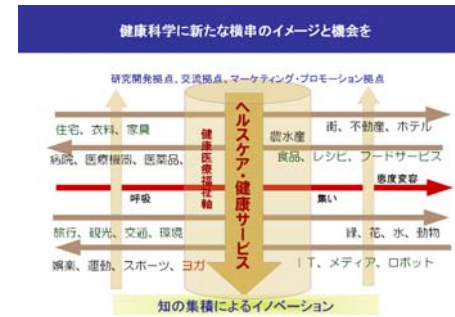 健康科学に新たな横串のイメージと機会を
研究開発拠点、交流拠点、マーケティング・プロモーション拠点
住宅、衣料、家具
街、不動産、ホテル
農水産
病院、医療機器、医薬品、
食品、レシピ、フードサービス
健康医療福祉軸
ヘルスケア・健康サービス
態度変容
呼吸
集い
旅行、観光、交通、環境
緑、花、水、動物
娯楽、運動、スポーツ、ヨガ
IT、メディア、ロボット
知の集積によるイノベーション